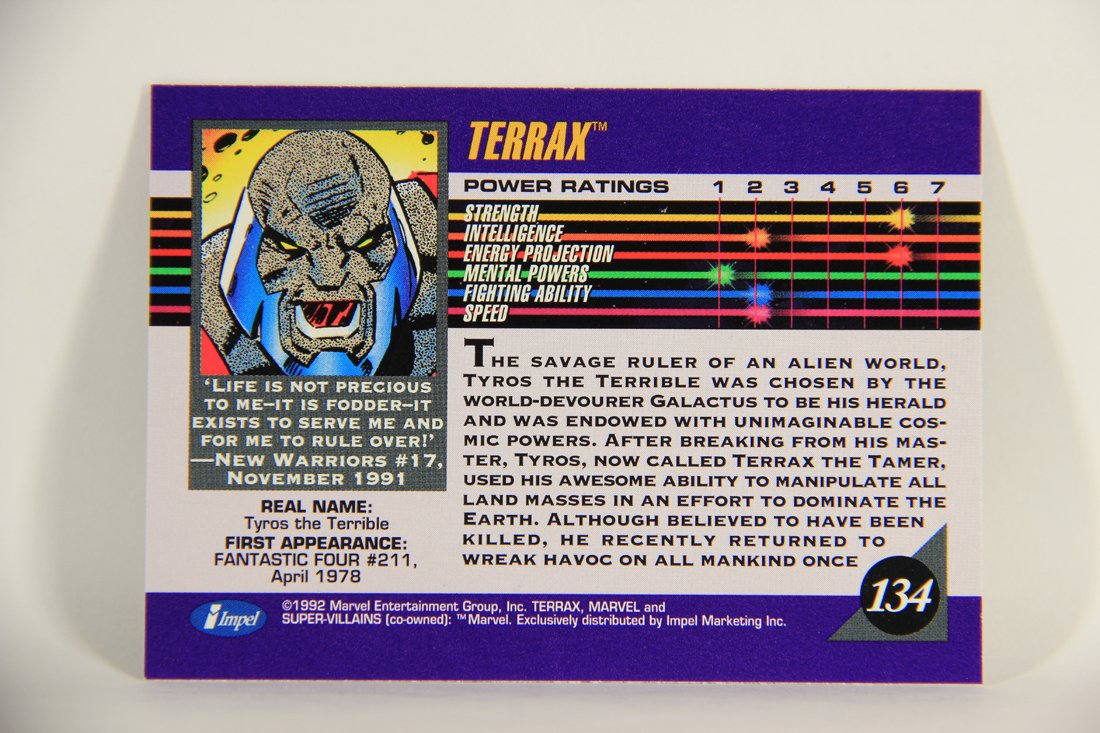 TERRAX™
POWER RATINGS 1 2 3 4 5 6 7
STRENGTH
INTELLIGENCE
ENERGY PROJECTION
MENTAL POWERS
FIGHTING ABILITY
SPEED
'LIFE IS NOT PRECIOUS
TO ME–IT IS FODDER–IT
EXISTS TO SERVE ME AND
FOR ME TO RULE OVER!'
—NEW WARRIORS #17,
NOVEMBER 1991
REAL NAME:
Tyros the Terrible
FIRST APPEARANCE:
FANTASTIC FOUR #211,
April 1978
THE SAVAGE RULER OF AN ALIEN WORLD,
TYROS THE TERRIBLE WAS CHOSEN BY THE
WORLD-DEVOURER GALACTUS TO BE HIS HERALD
AND WAS ENDOWED WITH UNIMAGINABLE COS-
MIC POWERS. AFTER BREAKING FROM HIS MAS-
TER, TYROS, NOW CALLED TERRAX THE TAMER,
USED HIS AWESOME ABILITY TO MANIPULATE ALL
LAND MASSES IN AN EFFORT TO DOMINATE THE
EARTH. ALTHOUGH BELIEVED TO HAVE BEEN
KILLED, HE RECENTLY RETURNED TO
WREAK HAVOC ON ALL MANKIND ONCE
134
Impel
©1992 Marvel Entertainment Group, Inc. TERRAX, MARVEL and
SUPER-VILLAINS (co-owned): ™Marvel. Exclusively distributed by Impel Marketing Inc.